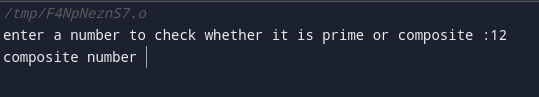 /tmp/F4NpNeznS7.o
enter a number to check whether it is prime or composite :12
composite number